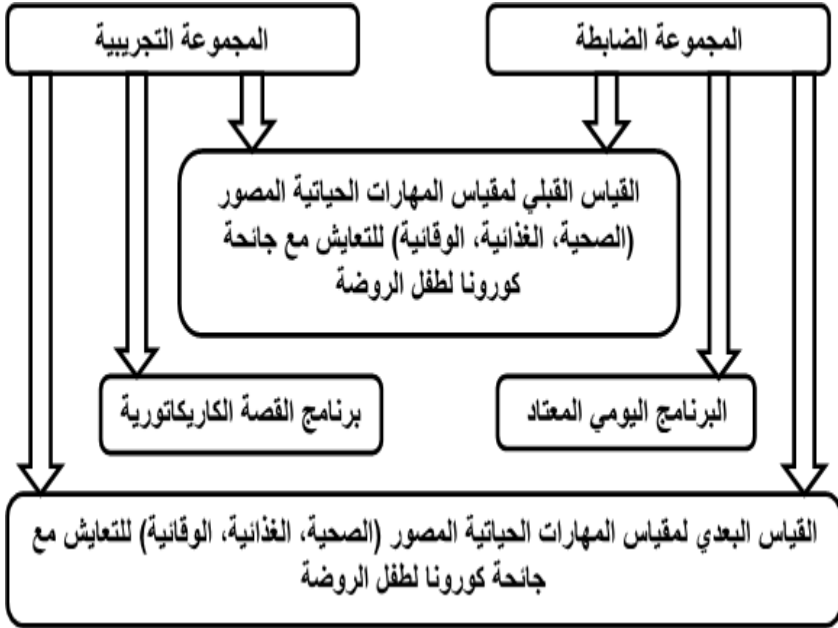 المجموعة الضابطة
المجموعة التجريبية
القياس القبلي لمقياس المهارات الحياتية المصور
(الصحية، الغذائية، الوقائية) للتعايش مع جائحة
كورونا لطفل الروضة
البرنامج اليومي المعتاد
برنامج القصة الكاريكاتورية
القياس البعدي لمقياس المهارات الحياتية المصور (الصحية، الغذائية، الوقائية) للتعايش مع
جائحة كورونا لطفل الروضة